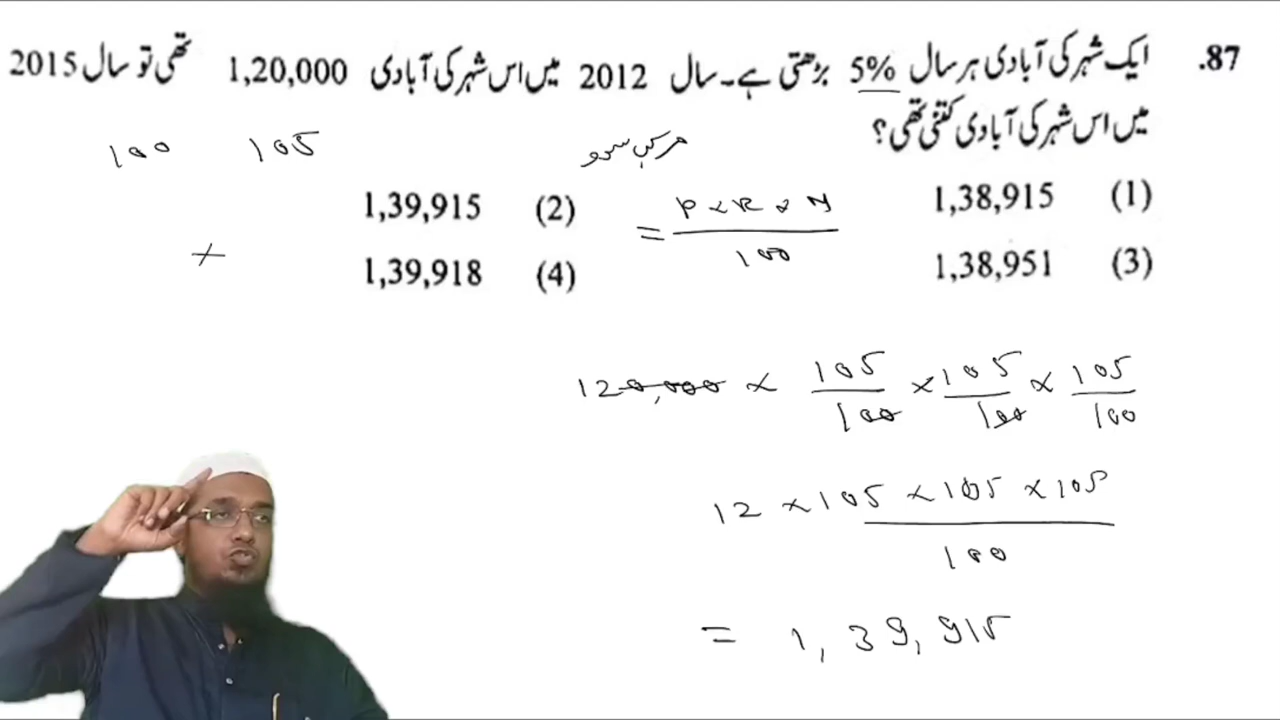 87. ایک شہر کی آبادی ہر سال 5% بڑھتی ہے۔ سال 2012 میں اس شہر کی آبادی 1,20,000 تھی تو سال 2015
میں اس شہر کی آبادی کتنی تھی؟
100 105
مرکب سود
(1) 1,38,915 (2) 1,39,915
= P × R × N / 100
×
(3) 1,38,951 (4) 1,39,918
120,000 × 105/100 × 105/100 × 105/100
12 × 105 × 105 × 105
100
= 1,39,915